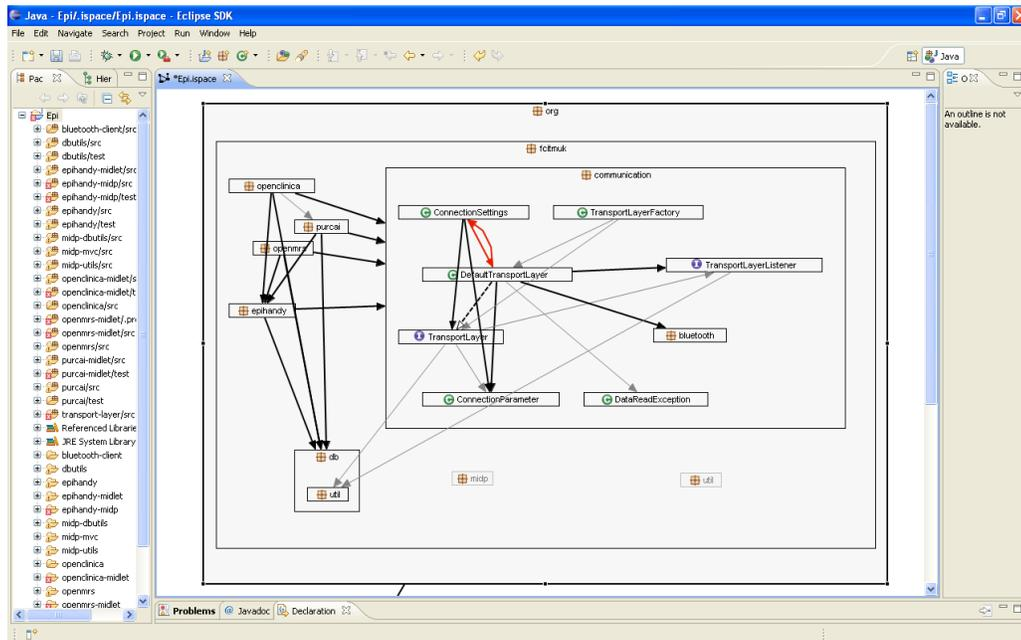 Java - Epi/.ispace/Epi.ispace - Eclipse SDK
File Edit Navigate Search Project Run Window Help
Java
Pac
Hier
*Epi.ispace
O
Epi
bluetooth-client/src
dbutils/src
dbutils/test
epihandy-midlet/src
epihandy-midp/src
epihandy-midp/test
epihandy/src
epihandy/test
midp-dbutils/src
midp-mvc/src
midp-utils/src
openclinica-midlet/s
openclinica-midlet/t
openclinica/src
openmrs-midlet/.pro
openmrs-midlet/src
openmrs/src
purcai-midlet/src
purcai-midlet/test
purcai/src
purcai/test
transport-layer/src
Referenced Librarie
JRE System Library
bluetooth-client
dbutils
epihandy
epihandy-midlet
epihandy-midp
midp-dbutils
midp-mvc
midp-utils
openclinica
openclinica-midlet
openmrs
openmrs-midlet
org
fcitmuk
communication
openclinica
purcai
openmrs
epihandy
ConnectionSettings
TransportLayerFactory
DefaultTransportLayer
TransportLayerListener
TransportLayer
bluetooth
ConnectionParameter
DataReadException
db
util
midp
util
An outline is not
available.
Problems
@ Javadoc
Declaration